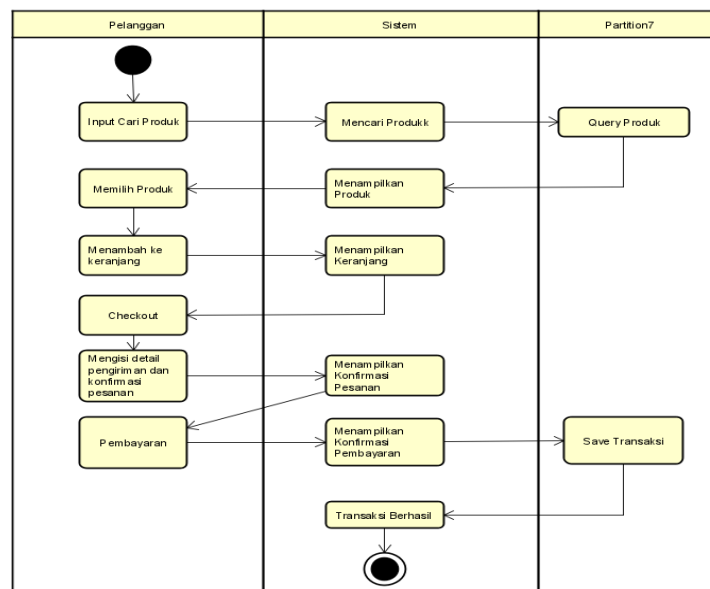 Pelanggan
Sistem
Partition7
Input Cari Produk
Mencari Produkk
Query Produk
Memilih Produk
Menampilkan
Produk
Menambah ke
keranjang
Menampilkan
Keranjang
Checkout
Mengisi detail
pengiriman dan
konfirmasi
pesanan
Menampilkan
Konfirmasi
Pesanan
Pembayaran
Menampilkan
Konfirmasi
Pembayaran
Save Transaksi
Transaksi Berhasil